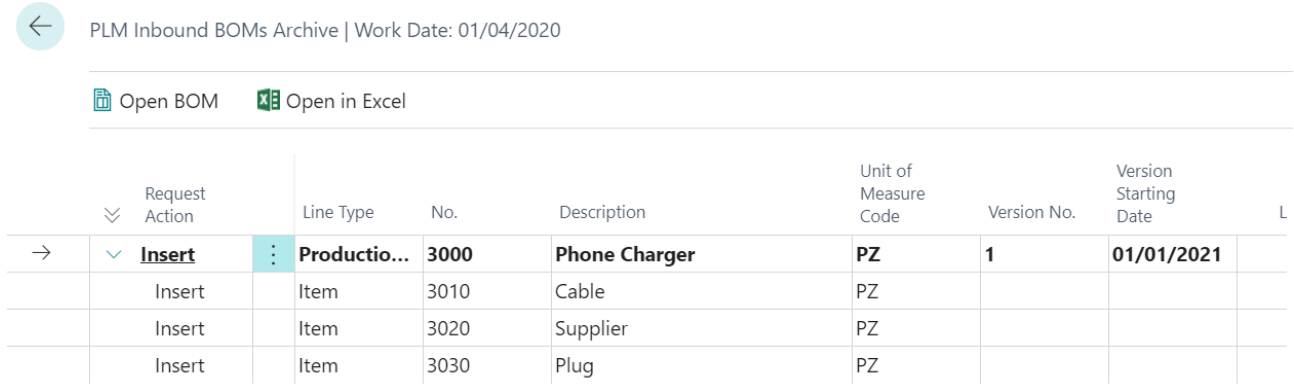 PLM Inbound BOMs Archive | Work Date: 01/04/2020
Open BOM Open in Excel
Request Action Line Type No. Description Unit of Measure Code Version No. Version Starting Date L
Insert Productio... 3000 Phone Charger PZ 1 01/01/2021
Insert Item 3010 Cable PZ
Insert Item 3020 Supplier PZ
Insert Item 3030 Plug PZ